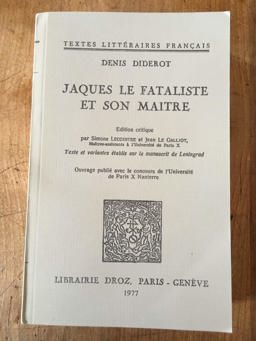 TEXTES LITTÉRAIRES FRANÇAIS
DENIS DIDEROT
JAQUES LE FATALISTE
ET SON MAITRE
Edition critique
par Simone LECOINTRE et Jean LE GALLIOT,
Maîtres-assistants à l'Université de Paris X
Texte et variantes établis sur le manuscrit de Leningrad
Ouvrage publié avec le concours de l'Université
de Paris X Nanterre
LIBRAIRIE DROZ, PARIS - GENÈVE
1977